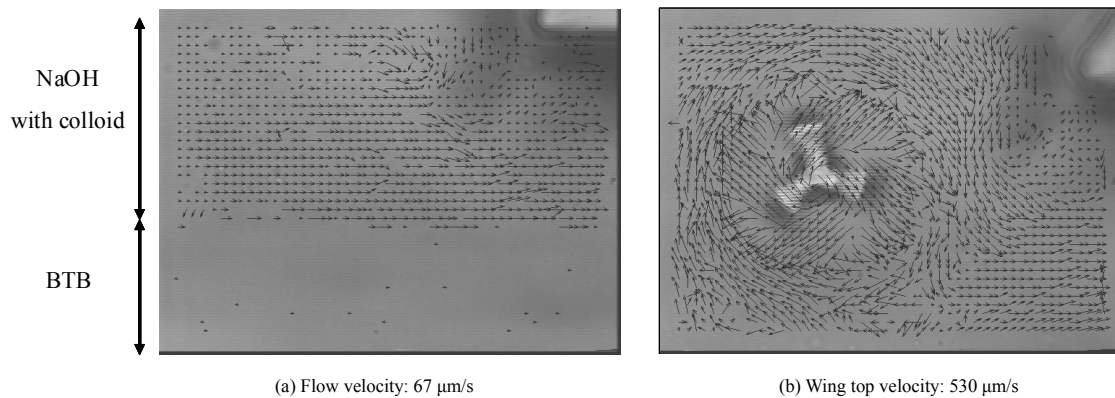 NaOH
with colloid
BTB
(a) Flow velocity: 67 μm/s
(b) Wing top velocity: 530 μm/s